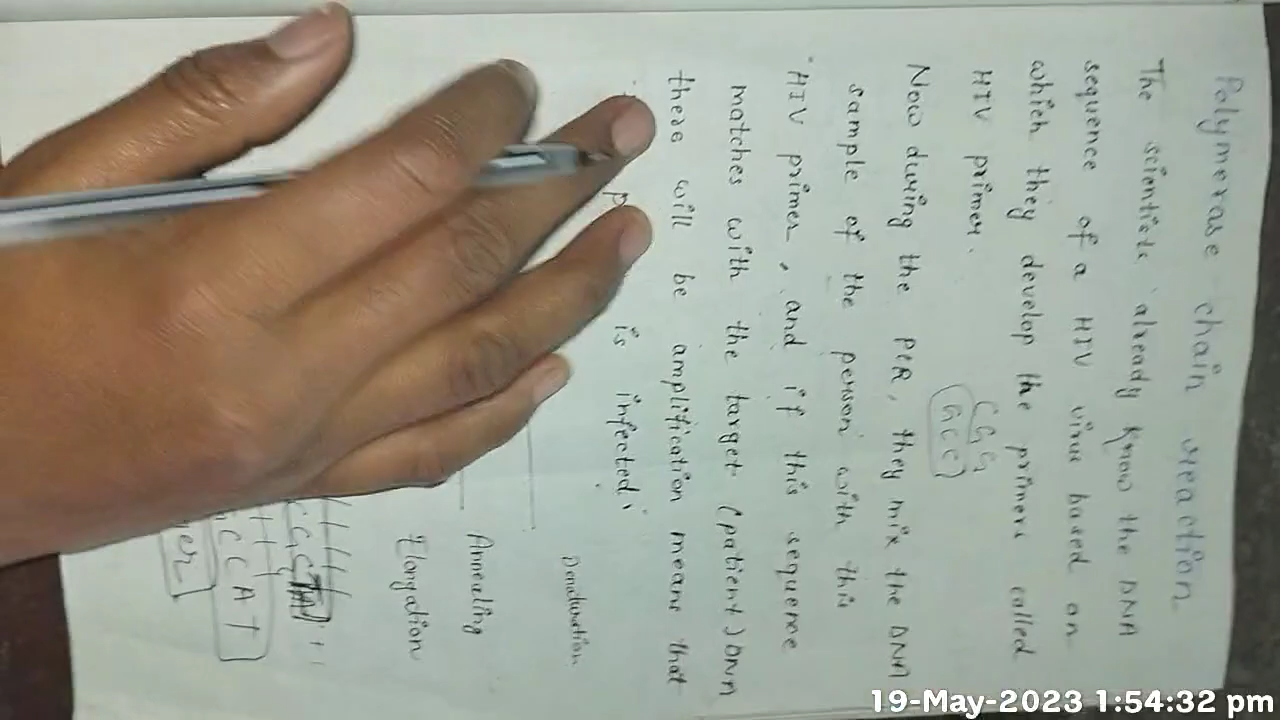 Polymerase chain reaction
The scientists already know the DNA
sequence of a HIV virus based on
which they develop the primers called
HIV primer.
CGG
GCC
Now during the PCR, they mix the DNA
sample of the person with this
HIV primer, and if this sequence
matches with the target (patient) DNA
there will be amplification means that
is infected.
Denaturation
Annealing
Elongation
CCAT
19-May-2023 1:54:32 pm